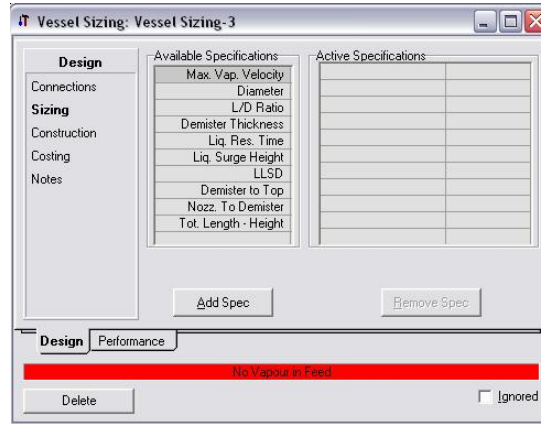 Vessel Sizing: Vessel Sizing-3
Design
Connections
Sizing
Construction
Costing
Notes
Available Specifications
Max. Vap. Velocity
Diameter
L/D Ratio
Demister Thickness
Liq. Res. Time
Liq. Surge Height
LLSD
Demister to Top
Nozz. To Demister
Tot. Length - Height
Active Specifications
Add Spec
Remove Spec
Design
Performance
No Vapour in Feed
Delete
Ignored